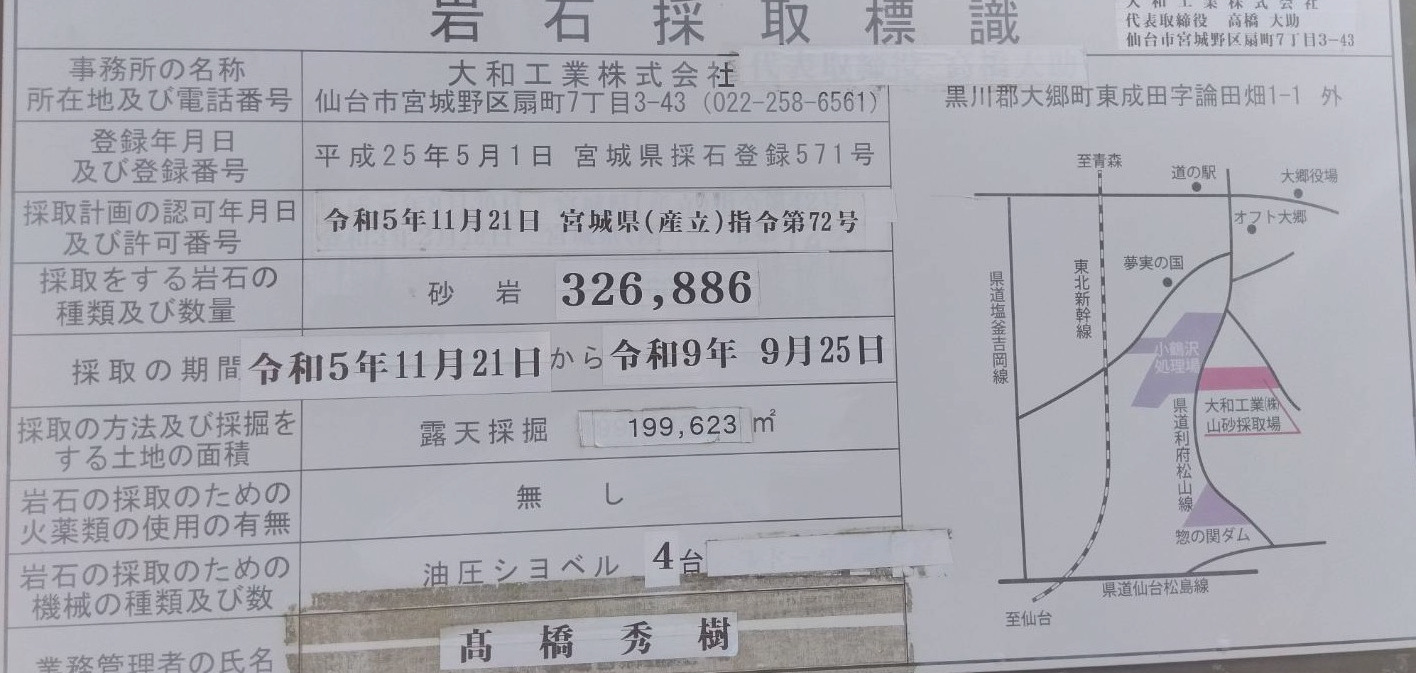 岩石採取標識
大和工業株式会社
代表取締役 高橋 大助
仙台市宮城野区扇町7丁目3-43
事務所の名称
所在地及び電話番号
大和工業株式会社
仙台市宮城野区扇町7丁目3-43（022-258-6561）
登録年月日
及び登録番号
平成25年5月1日 宮城県採石登録571号
採取計画の認可年月日
及び許可番号
令和5年11月21日 宮城県(産立)指令第72号
採取をする岩石の
種類及び数量
砂岩 326,886
採取の期間
令和5年11月21日から令和9年 9月25日
採取の方法及び採掘を
する土地の面積
露天採掘 199,623 ㎡
岩石の採取のための
火薬類の使用の有無
無し
岩石の採取のための
機械の種類及び数
油圧シヨベル 4台
業務管理者の氏名
髙橋秀樹
黒川郡大郷町東成田字論田畑1-1 外
至青森
道の駅
大郷役場
オフト大郷
夢実の国
東北新幹線
県道塩釜吉岡線
小鶴沢
処理場
大和工業㈱
山砂採取場
県道利府松山線
惣の関ダム
県道仙台松島線
至仙台